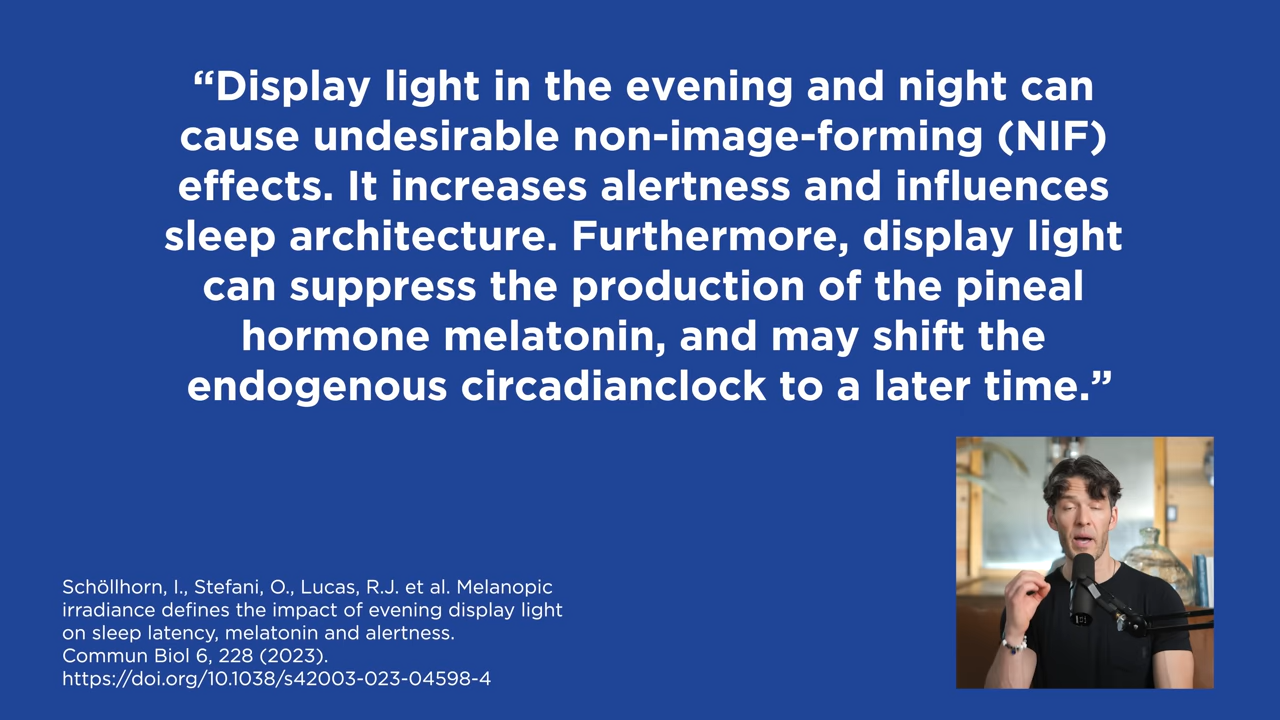 “Display light in the evening and night can
cause undesirable non-image-forming (NIF)
effects. It increases alertness and influences
sleep architecture. Furthermore, display light
can suppress the production of the pineal
hormone melatonin, and may shift the
endogenous circadianclock to a later time.”
Schöllhorn, I., Stefani, O., Lucas, R.J. et al. Melanopic
irradiance defines the impact of evening display light
on sleep latency, melatonin and alertness.
Commun Biol 6, 228 (2023).
https://doi.org/10.1038/s42003-023-04598-4